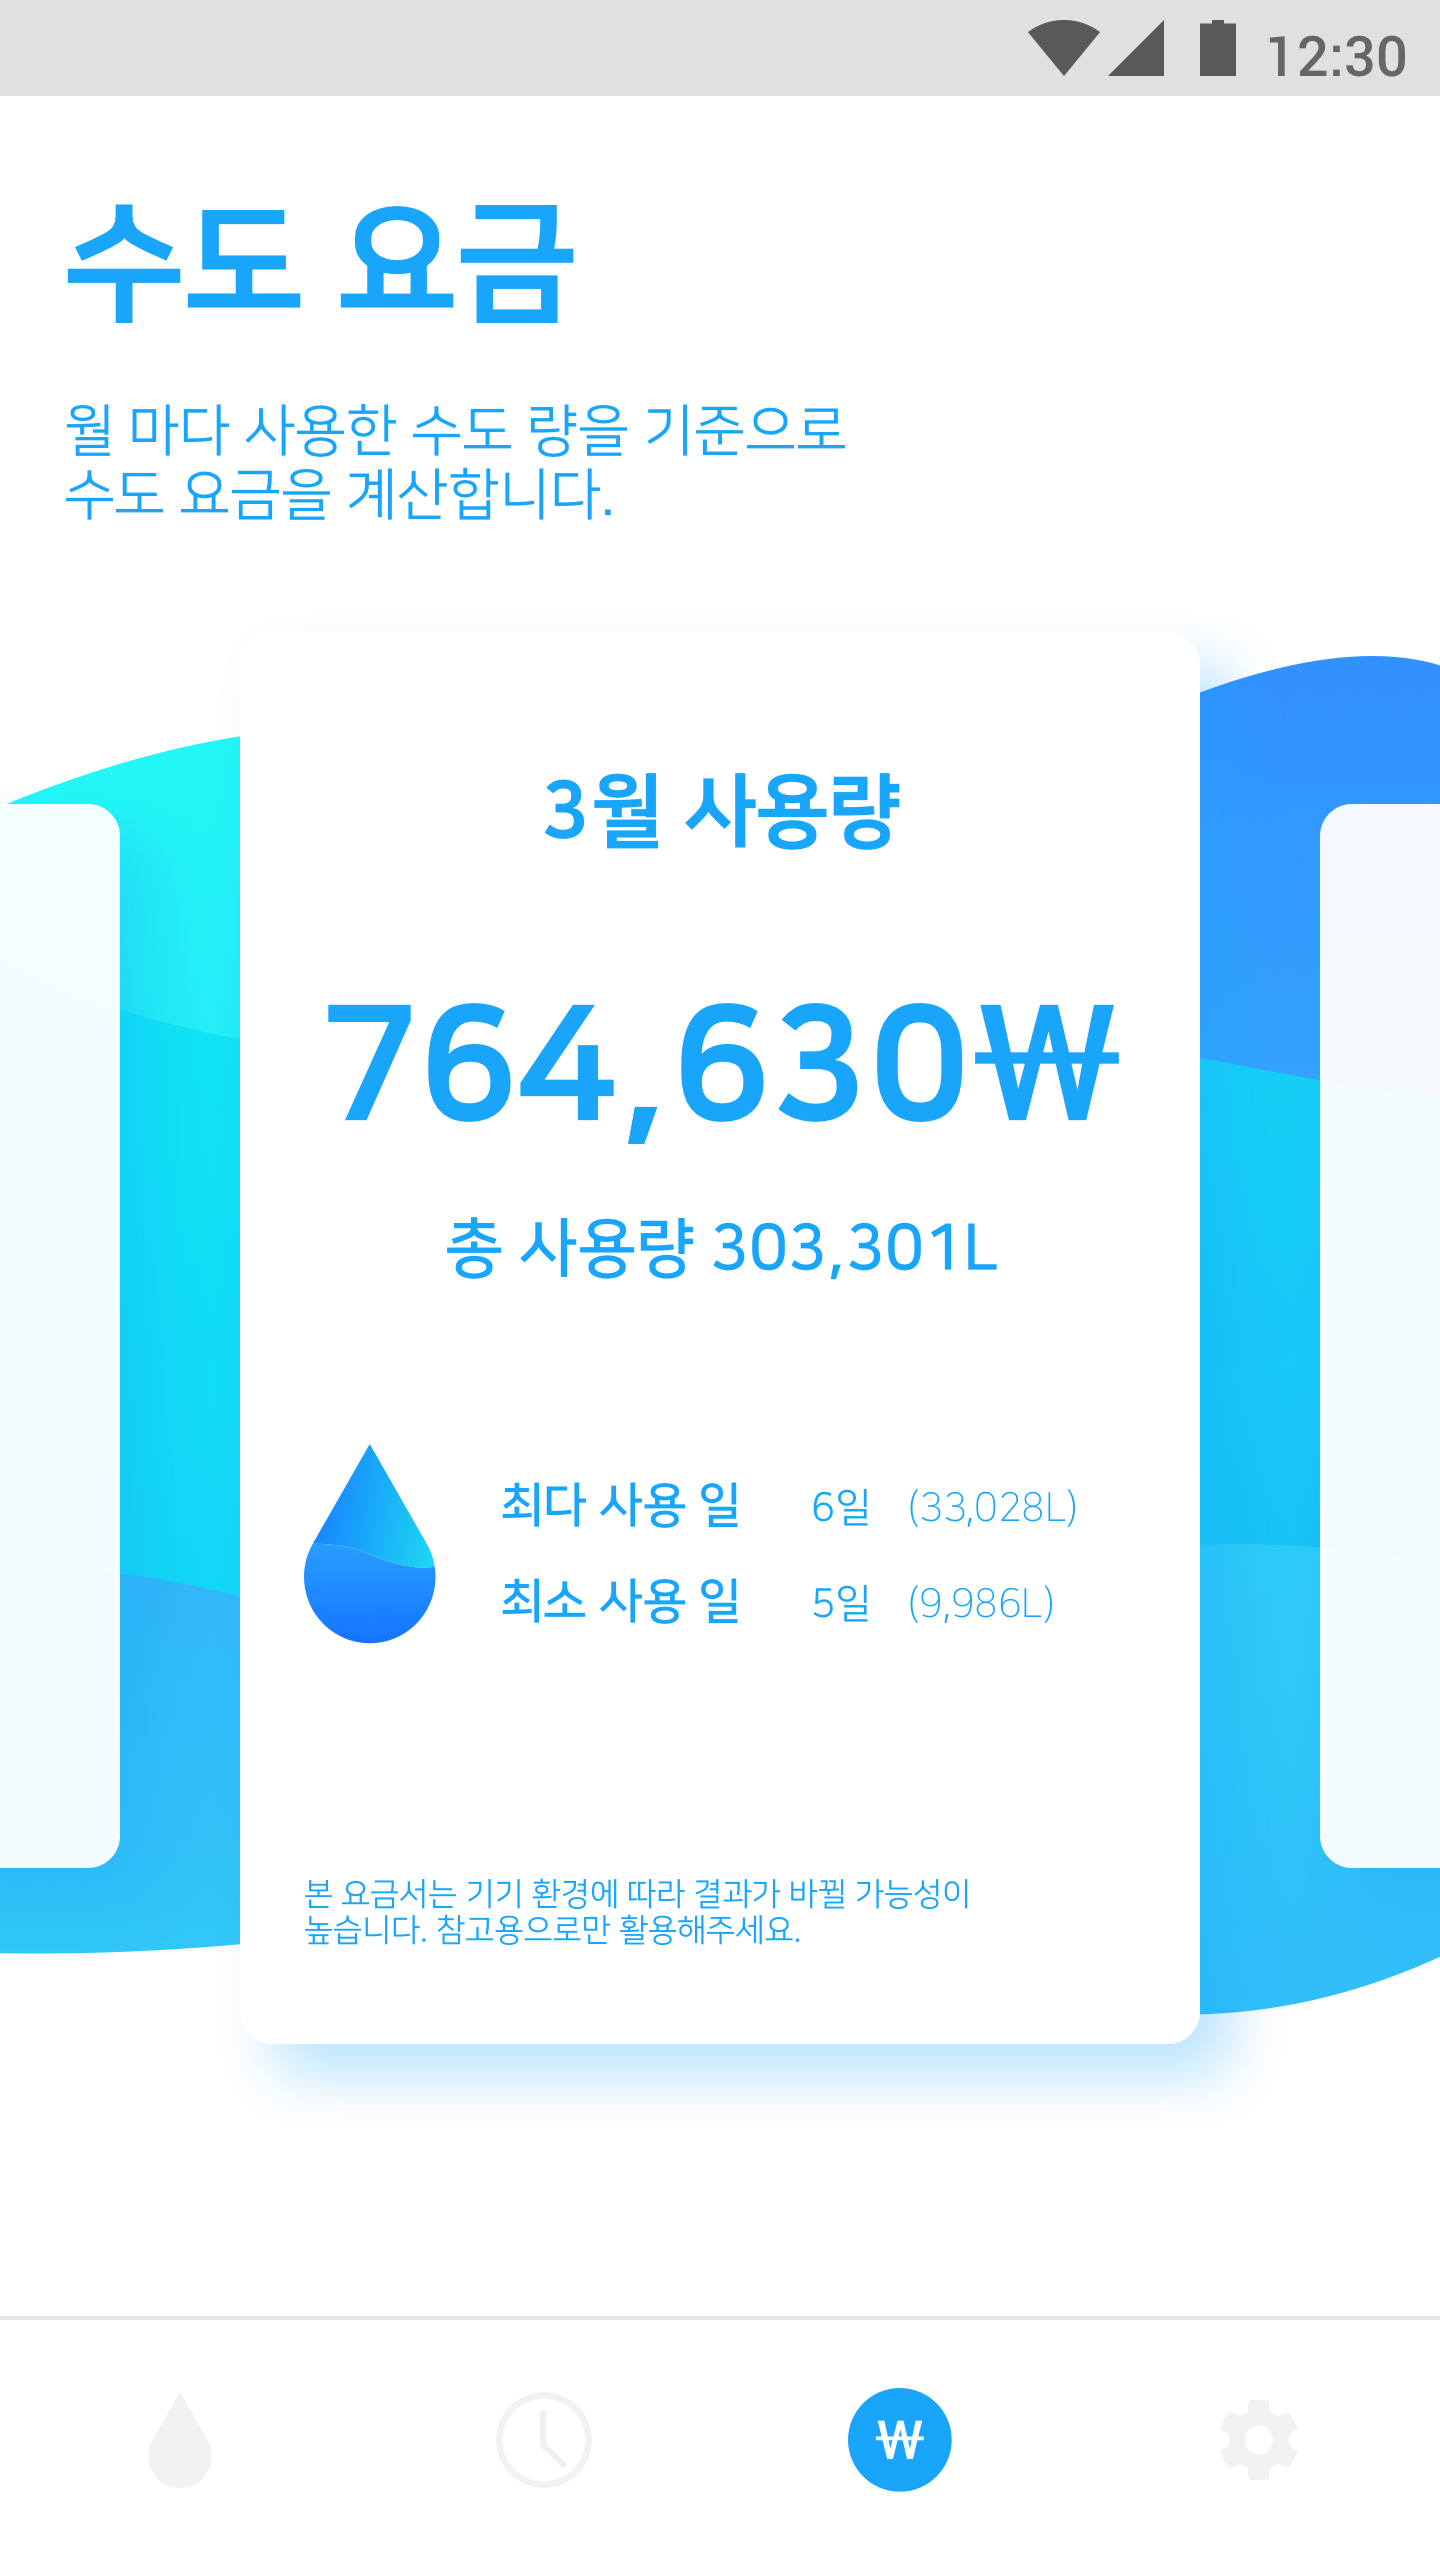 12:30
수도 요금
월 마다 사용한 수도 량을 기준으로
수도 요금을 계산합니다.
3월 사용량
764,630₩
총 사용량 303,301L
최다 사용 일 6일 (33,028L)
최소 사용 일 5일 (9,986L)
본 요금서는 기기 환경에 따라 결과가 바뀔 가능성이
높습니다. 참고용으로만 활용해주세요.
₩